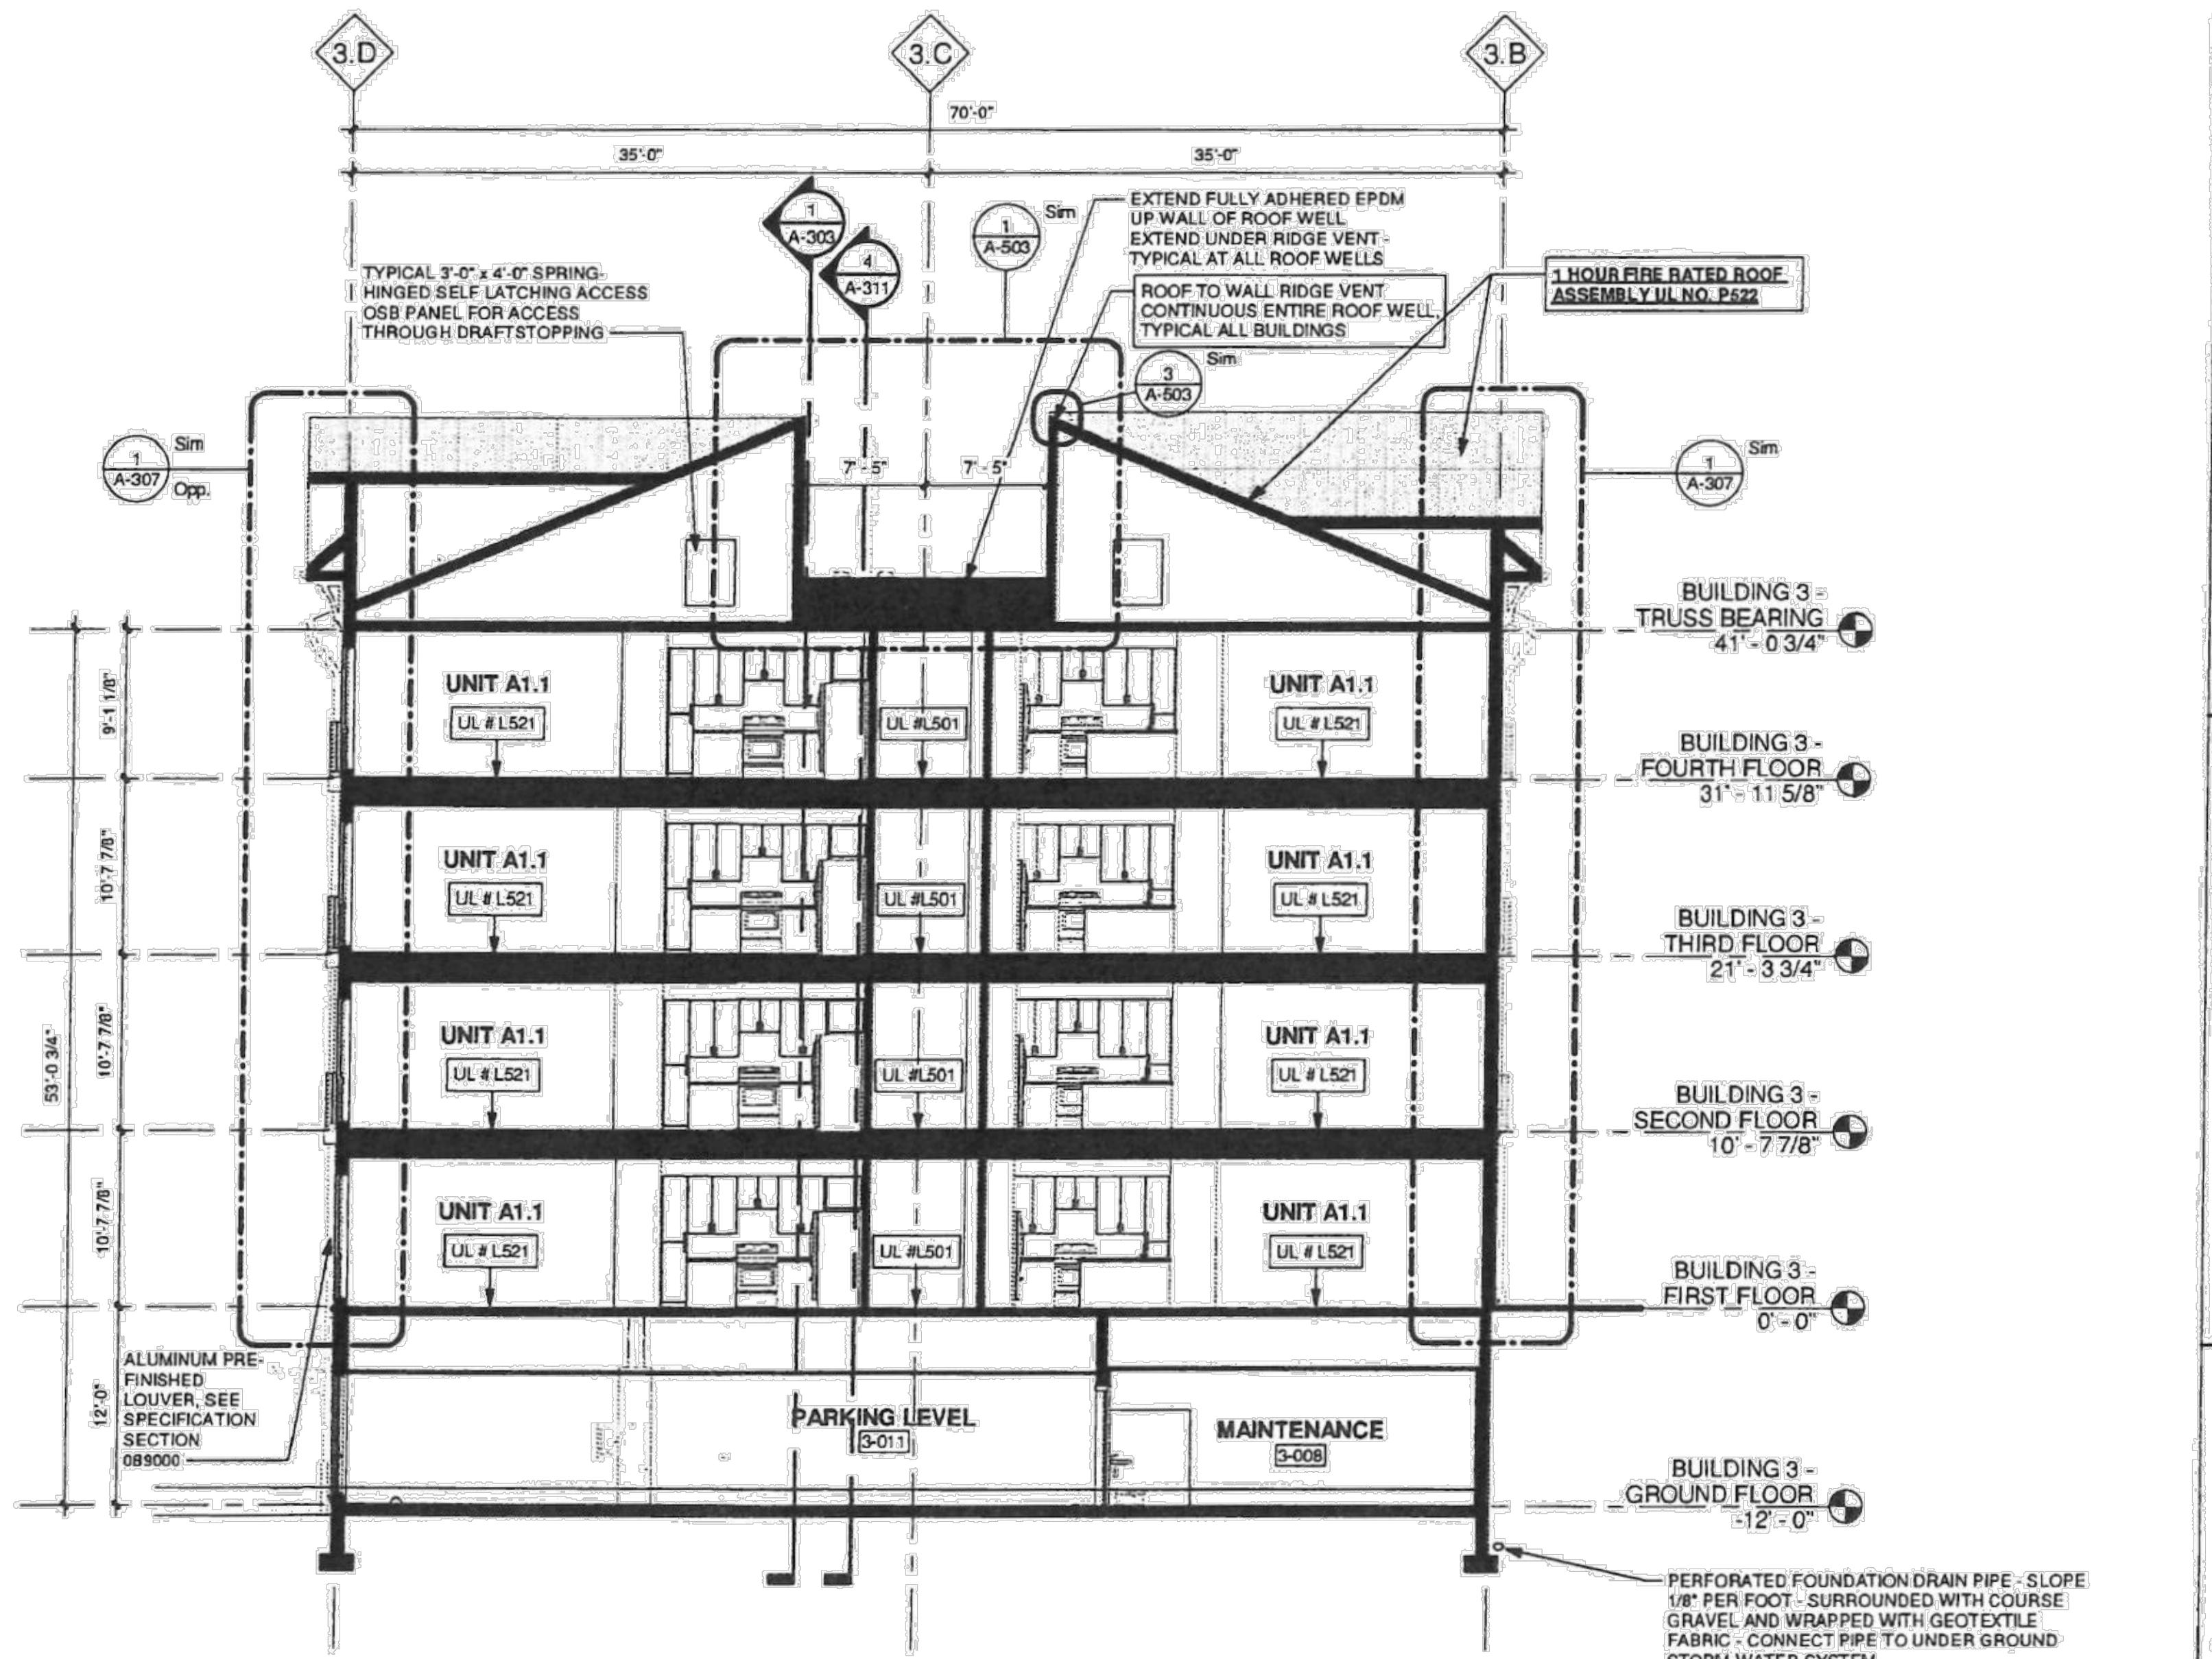 3.D
3.C
3.B
70'-0"
35'-0"
35'-0"
1
A-303
4
A-311
1
A-503
Sim
EXTEND FULLY ADHERED EPDM
UP WALL OF ROOF WELL
EXTEND UNDER RIDGE VENT -
TYPICAL AT ALL ROOF WELLS
TYPICAL 3'-0" x 4'-0" SPRING-
HINGED SELF LATCHING ACCESS
OSB PANEL FOR ACCESS
THROUGH DRAFTSTOPPING
ROOF TO WALL RIDGE VENT
CONTINUOUS ENTIRE ROOF WELL,
TYPICAL ALL BUILDINGS
1 HOUR FIRE RATED ROOF
ASSEMBLY UL NO. P522
3
A-503
Sim
1
A-307
Sim
Opp.
7' - 5"
7' - 5"
1
A-307
Sim
BUILDING 3 -
TRUSS BEARING
41' - 0 3/4"
9'-1 1/8"
UNIT A1.1
UL # L521
UL #L501
UNIT A1.1
UL # L521
BUILDING 3 -
FOURTH FLOOR
31' - 11 5/8"
10'-7 7/8"
UNIT A1.1
UL # L521
UL #L501
UNIT A1.1
UL # L521
BUILDING 3 -
THIRD FLOOR
21' - 3 3/4"
53'-0 3/4"
10'-7 7/8"
UNIT A1.1
UL # L521
UL #L501
UNIT A1.1
UL # L521
BUILDING 3 -
SECOND FLOOR
10' - 7 7/8"
10'-7 7/8"
UNIT A1.1
UL # L521
UL #L501
UNIT A1.1
UL # L521
BUILDING 3 -
FIRST FLOOR
0' - 0"
12'-0"
ALUMINUM PRE-
FINISHED
LOUVER, SEE
SPECIFICATION
SECTION
089000
PARKING LEVEL
3-011
MAINTENANCE
3-008
BUILDING 3 -
GROUND FLOOR
-12' - 0"
PERFORATED FOUNDATION DRAIN PIPE - SLOPE
1/8" PER FOOT - SURROUNDED WITH COURSE
GRAVEL AND WRAPPED WITH GEOTEXTILE
FABRIC - CONNECT PIPE TO UNDER GROUND
STORM WATER SYSTEM